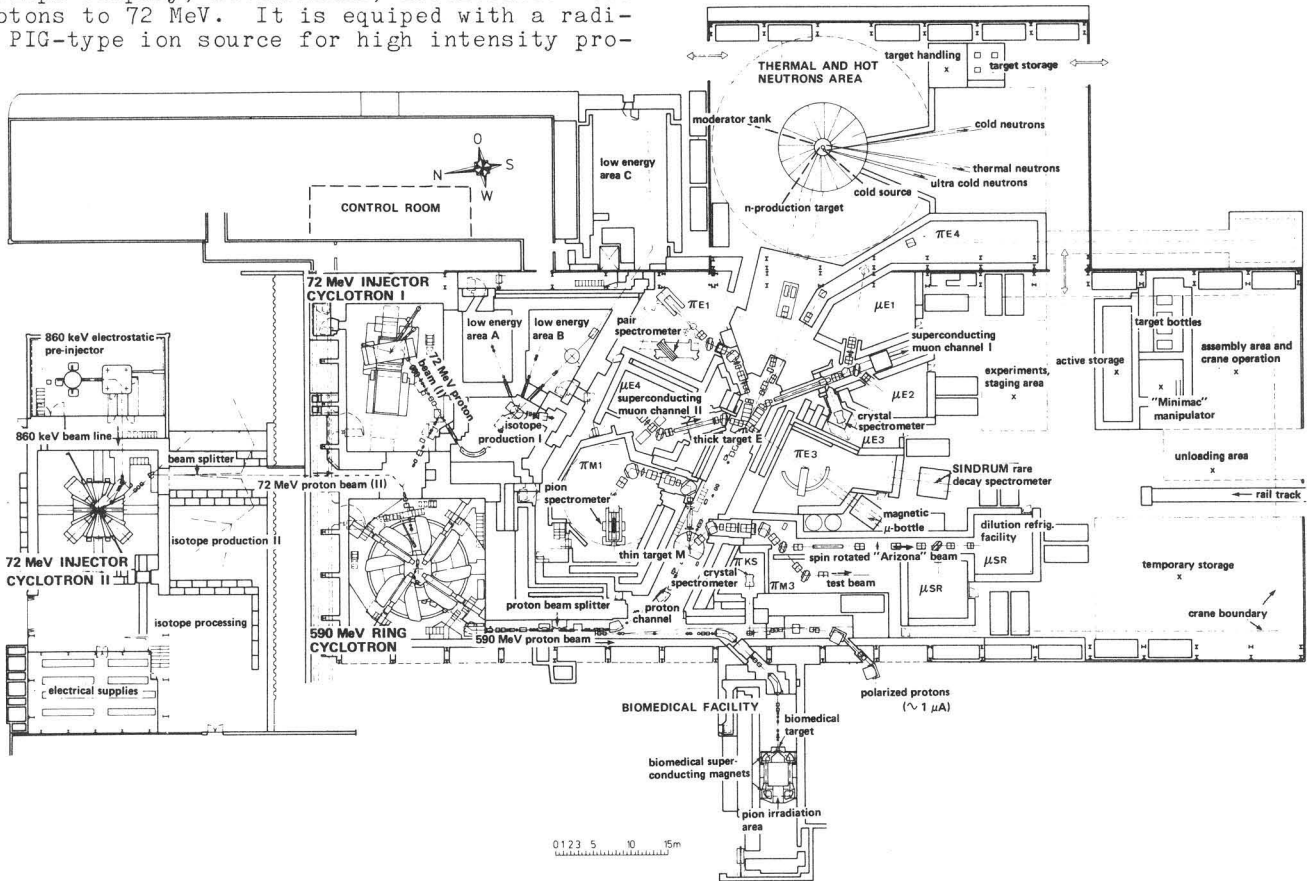 otons to 72 MeV. It is equiped with a radi-
PIG-type ion source for high intensity pro-
THERMAL AND HOT
NEUTRONS AREA
target handling
target storage
moderator tank
cold neutrons
thermal neutrons
ultra cold neutrons
cold source
n-production target
low energy
area C
O
N
S
W
CONTROL ROOM
πE4
72 MeV INJECTOR
CYCLOTRON I
πE1
μE1
pair
spectrometer
low energy
area A
low energy
area B
superconducting
muon channel I
target bottles
assembly area and
crane operation
active storage
860 keV electrostatic
pre-injector
72 MeV proton
beam (I)
μE4
superconducting
muon channel II
μE2
experiments,
staging area
"Minimac"
manipulator
crystal
spectrometer
isotope
production I
thick target E
μE3
860 keV beam line
beam splitter
πM1
πE3
unloading area
SINDRUM rare
decay spectrometer
72 MeV proton beam (II)
pion
spectrometer
rail track
magnetic
μ-bottle
dilution refrig.
facility
isotope production II
thin target M
spin rotated "Arizona" beam
μSR
72 MeV INJECTOR
CYCLOTRON II
crystal
spectrometer
πKS
πM3
test beam
μSR
temporary storage
proton beam splitter
proton
channel
crane boundary
isotope processing
590 MeV RING
CYCLOTRON
590 MeV proton beam
electrical supplies
polarized protons
(~ 1 μA)
BIOMEDICAL FACILITY
biomedical
target
biomedical super-
conducting magnets
pion irradiation
area
0 1 2 3 5 10 15m